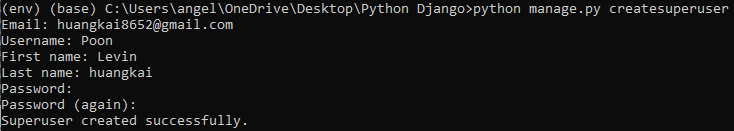 (env) (base) C:\Users\angel\OneDrive\Desktop\Python Django>python manage.py createsuperuser
Email: huangkai8652@gmail.com
Username: Poon
First name: Levin
Last name: huangkai
Password:
Password (again):
Superuser created successfully.